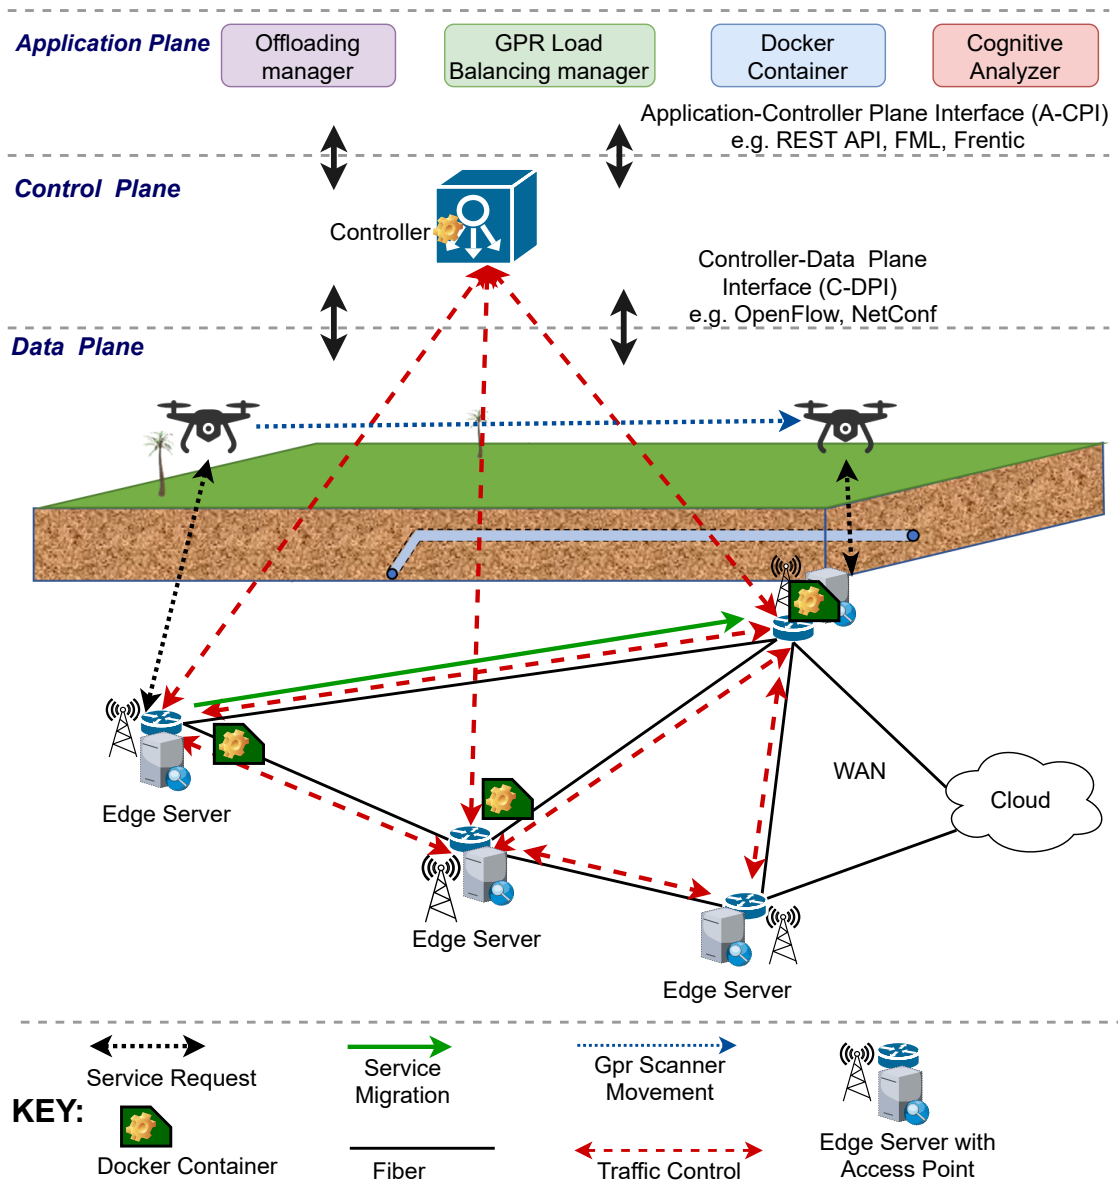 Application Plane
Offloading
manager
GPR Load
Balancing manager
Docker
Container
Cognitive
Analyzer
Application-Controller Plane Interface (A-CPI)
e.g. REST API, FML, Frentic
Control Plane
Controller
Controller-Data Plane
Interface (C-DPI)
e.g. OpenFlow, NetConf
Data Plane
WAN
Cloud
Edge Server
Edge Server
Edge Server
KEY:
Service Request
Service
Migration
Gpr Scanner
Movement
Docker Container
Fiber
Traffic Control
Edge Server with
Access Point